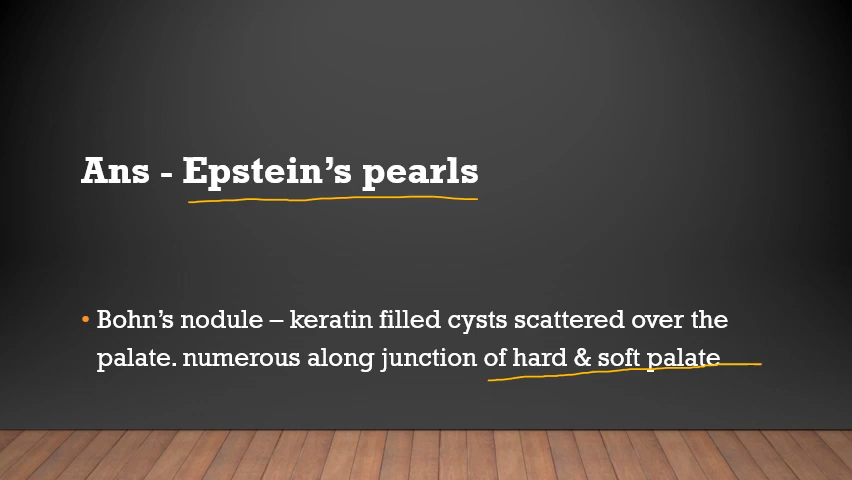 Ans - Epstein’s pearls
• Bohn’s nodule – keratin filled cysts scattered over the
palate. numerous along junction of hard & soft palate